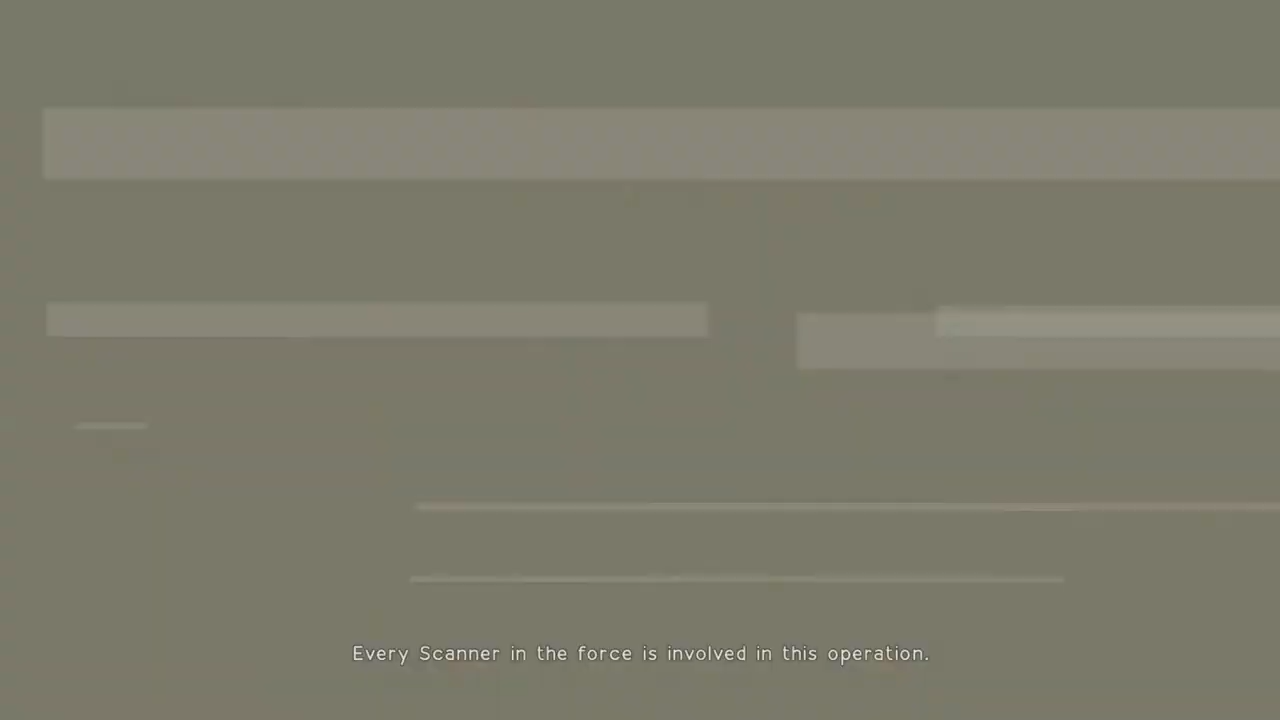 Every Scanner in the force is involved in this operation.